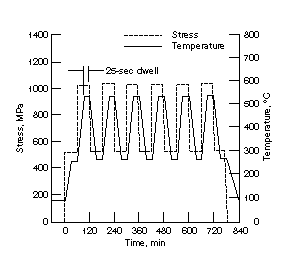 Stress
Temperature
25-sec dwell
1400
1200
1000
800
600
400
200
0
Stress, MPa
800
700
600
500
400
300
200
100
0
Temperature, °C
0 120 240 360 480 600 720 840
Time, min